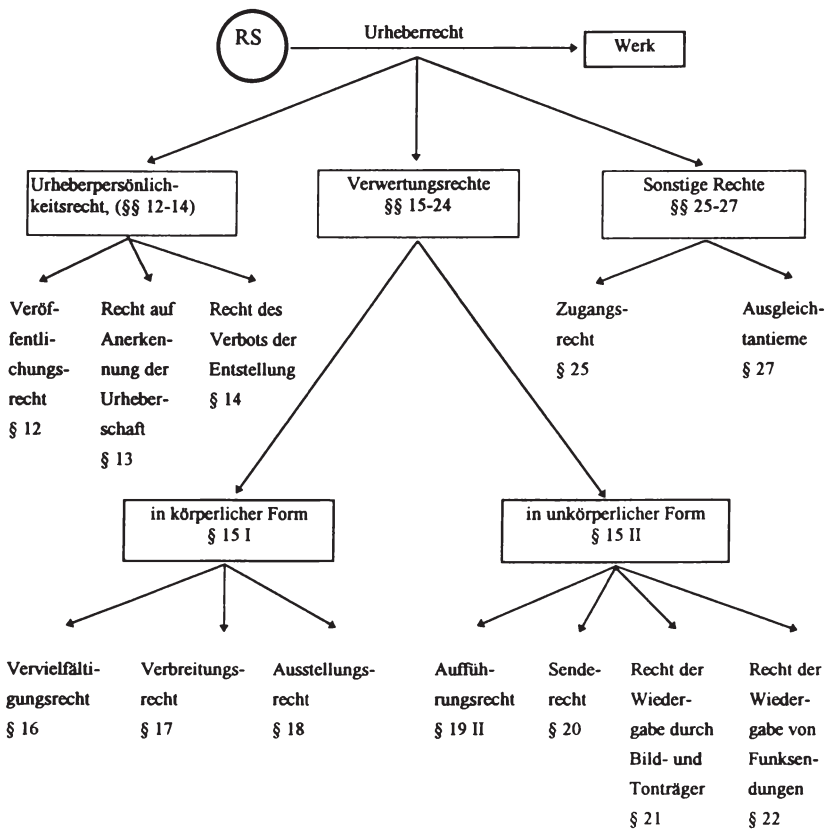 RS
Urheberrecht
Werk
Urheberpersönlich-
keitsrecht, (§§ 12-14)
Verwertungsrechte
§§ 15-24
Sonstige Rechte
§§ 25-27
Veröf-
fentli-
chungs-
recht
§ 12
Recht auf
Anerken-
nung der
Urheber-
schaft
§ 13
Recht des
Verbots der
Entstellung
§ 14
Zugangs-
recht
§ 25
Ausgleich-
tantieme
§ 27
in körperlicher Form
§ 15 I
in unkörperlicher Form
§ 15 II
Vervielfälti-
gungsrecht
§ 16
Verbreitungs-
recht
§ 17
Ausstellungs-
recht
§ 18
Auffüh-
rungsrecht
§ 19 II
Sende-
recht
§ 20
Recht der
Wieder-
gabe durch
Bild- und
Tonträger
§ 21
Recht der
Wieder-
gabe von
Funksen-
dungen
§ 22